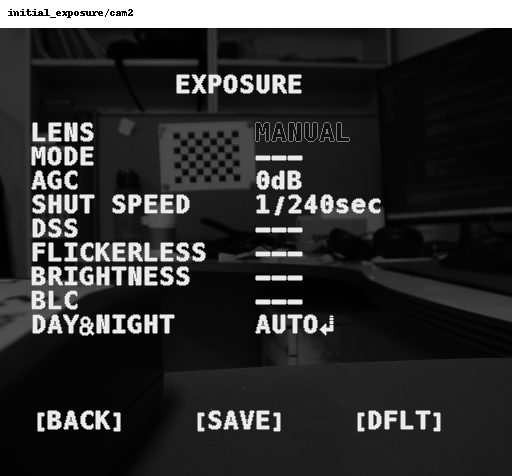 initial_exposure/cam2
EXPOSURE
LENS MANUAL
MODE ---
AGC 0dB
SHUT SPEED 1/240sec
DSS ---
FLICKERLESS ---
BRIGHTNESS ---
BLC ---
DAY&NIGHT AUTO↲
[BACK] [SAVE] [DFLT]